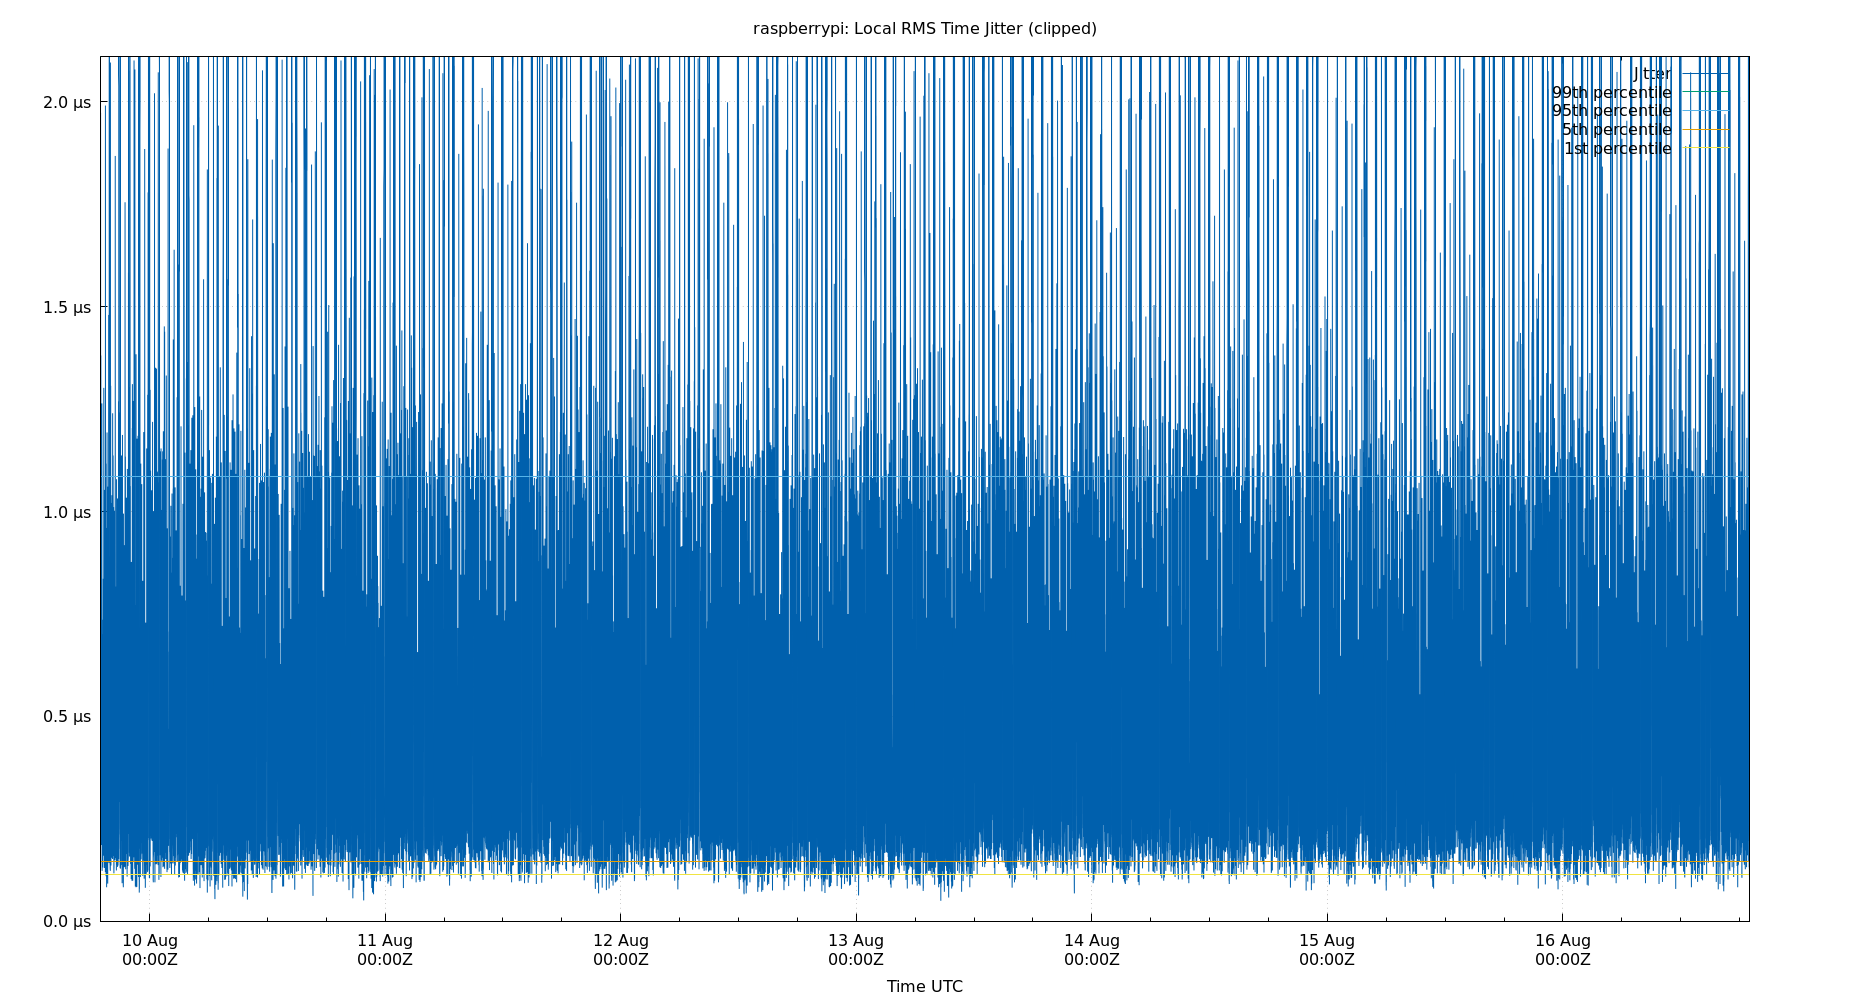 raspberrypi: Local RMS Time Jitter (clipped)
Jitter
99th percentile
95th percentile
5th percentile
1st percentile
2.0 µs
1.5 µs
1.0 µs
0.5 µs
0.0 µs
10 Aug
00:00Z
11 Aug
00:00Z
12 Aug
00:00Z
13 Aug
00:00Z
14 Aug
00:00Z
15 Aug
00:00Z
16 Aug
00:00Z
Time UTC